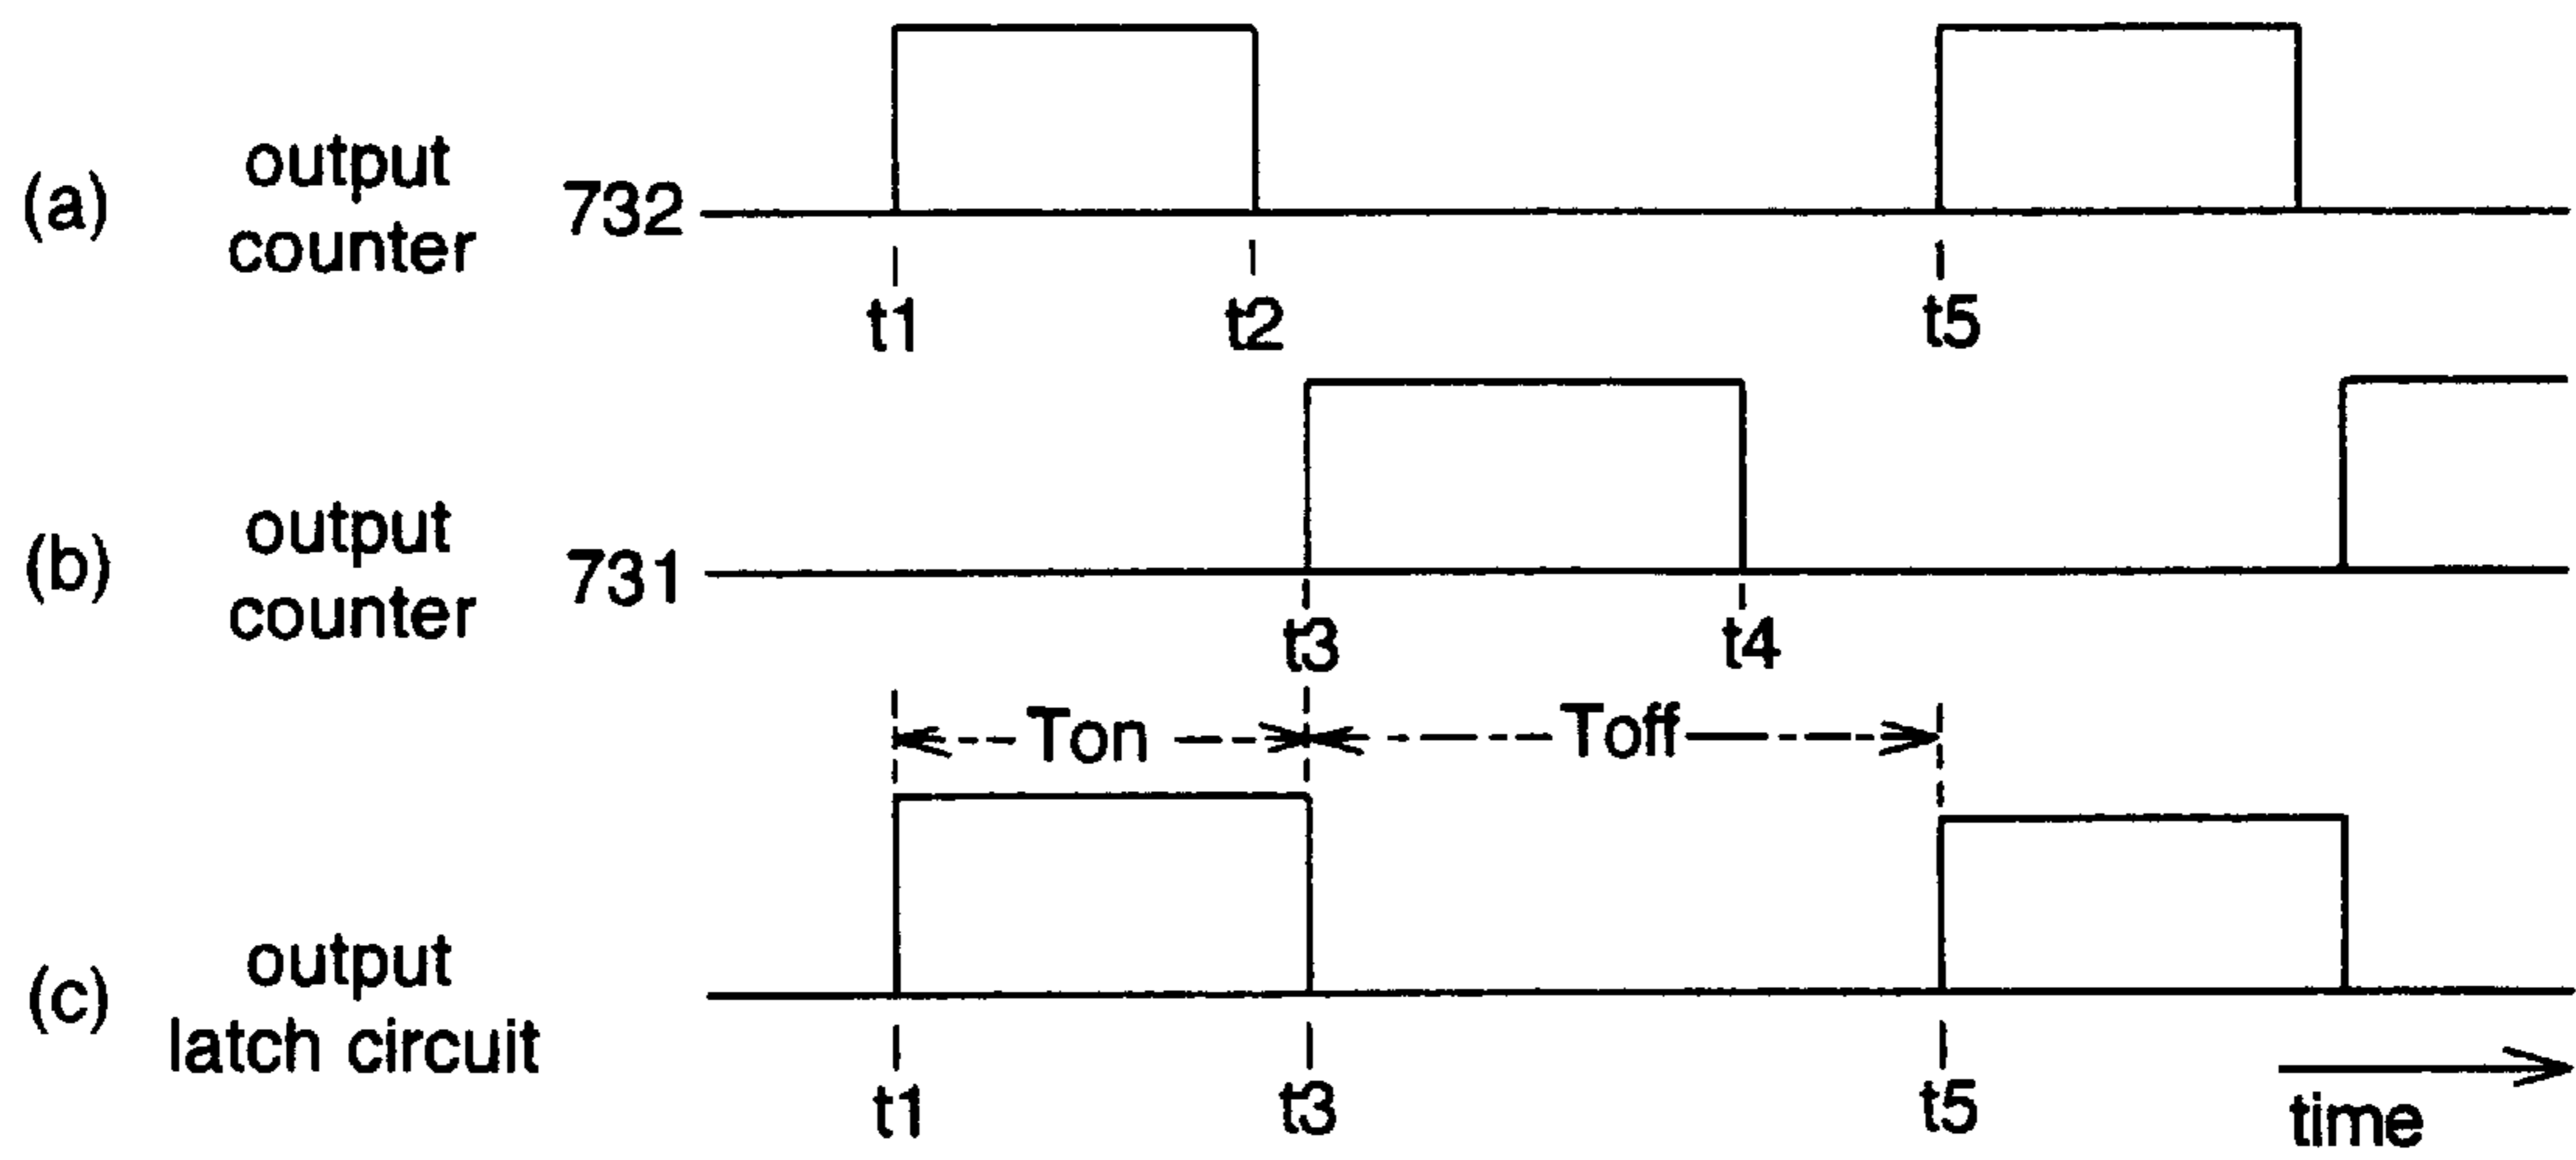 (a) output
counter 732
t1 t2 t5
(b) output
counter 731
t3 t4
Ton Toff
(c) output
latch circuit
t1 t3 t5
time